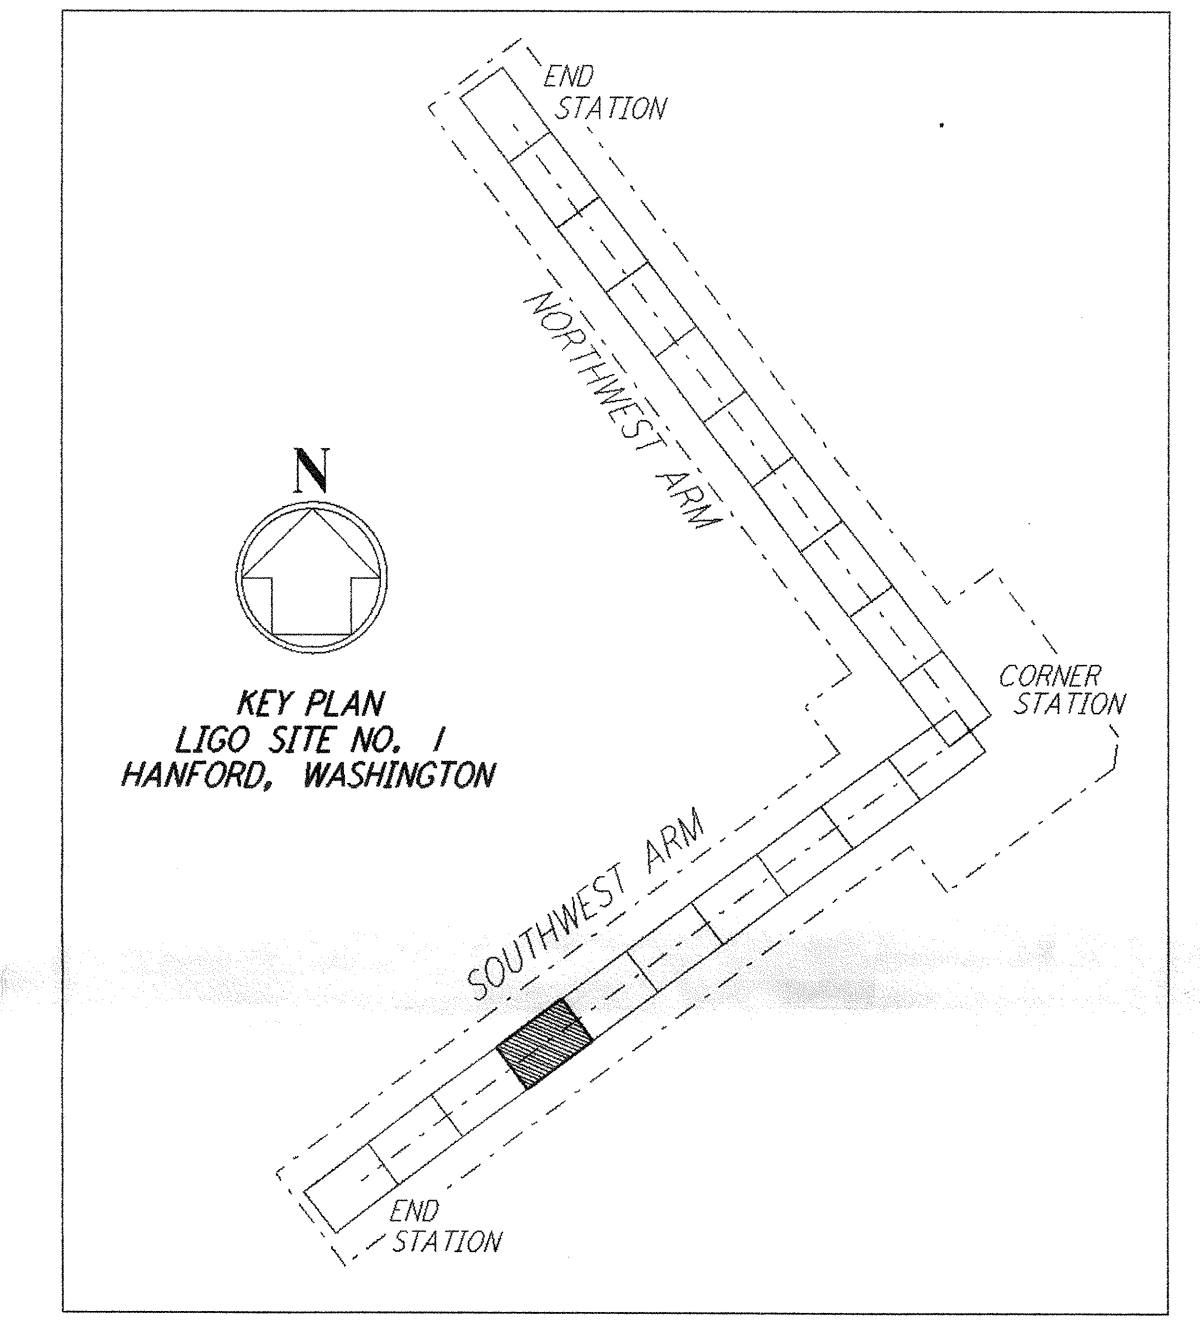 END
STATION
NORTHWEST ARM
N
KEY PLAN
LIGO SITE NO. 1
HANFORD, WASHINGTON
CORNER
STATION
SOUTHWEST ARM
END
STATION